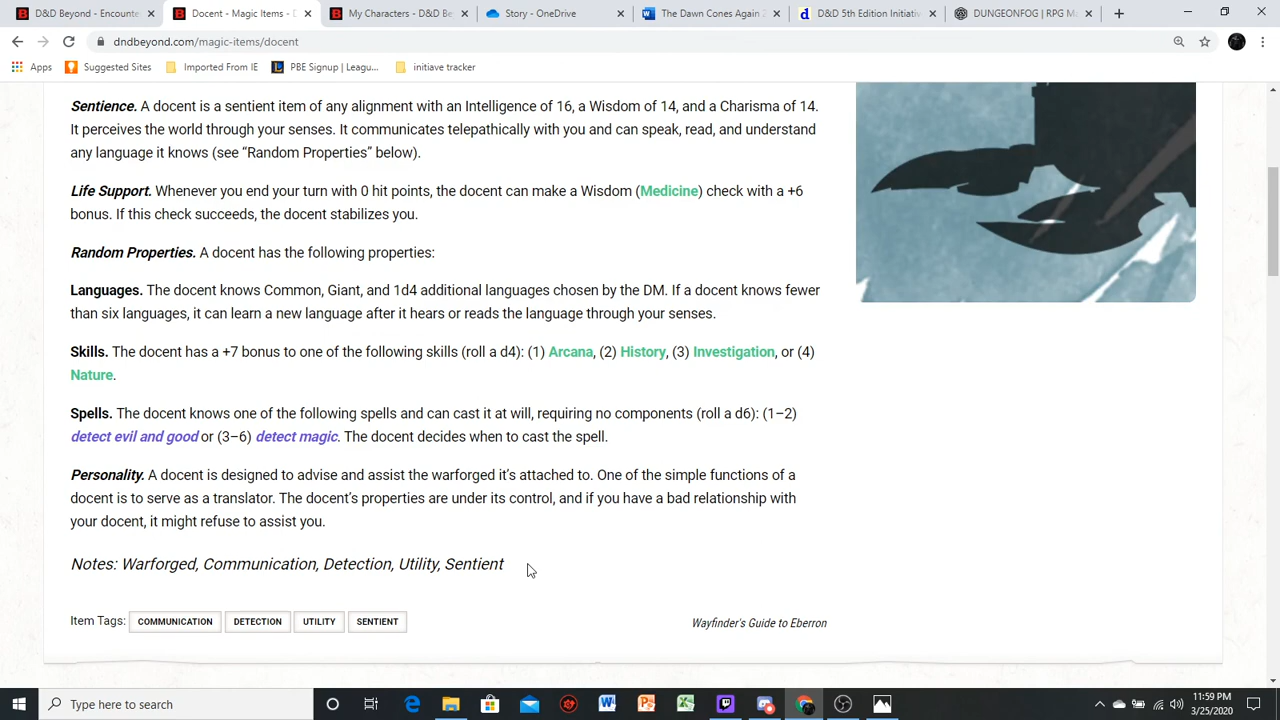 D&D Beyond - Encounte
Docent - Magic Items - D
My Characters - D&D B
Story - OneDrive
The Dawn Comes Again
D&D 5th Edition Initiativ
DUNGEONFOG | RPG M
dndbeyond.com/magic-items/docent
Apps
Suggested Sites
Imported From IE
PBE Signup | Leagu...
initiave tracker
Sentience. A docent is a sentient item of any alignment with an Intelligence of 16, a Wisdom of 14, and a Charisma of 14.
It perceives the world through your senses. It communicates telepathically with you and can speak, read, and understand
any language it knows (see “Random Properties” below).
Life Support. Whenever you end your turn with 0 hit points, the docent can make a Wisdom (Medicine) check with a +6
bonus. If this check succeeds, the docent stabilizes you.
Random Properties. A docent has the following properties:
Languages. The docent knows Common, Giant, and 1d4 additional languages chosen by the DM. If a docent knows fewer
than six languages, it can learn a new language after it hears or reads the language through your senses.
Skills. The docent has a +7 bonus to one of the following skills (roll a d4): (1) Arcana, (2) History, (3) Investigation, or (4)
Nature.
Spells. The docent knows one of the following spells and can cast it at will, requiring no components (roll a d6): (1–2)
detect evil and good or (3–6) detect magic. The docent decides when to cast the spell.
Personality. A docent is designed to advise and assist the warforged it’s attached to. One of the simple functions of a
docent is to serve as a translator. The docent’s properties are under its control, and if you have a bad relationship with
your docent, it might refuse to assist you.
Notes: Warforged, Communication, Detection, Utility, Sentient
Item Tags: COMMUNICATION DETECTION UTILITY SENTIENT
Wayfinder's Guide to Eberron
Type here to search
11:59 PM
3/25/2020